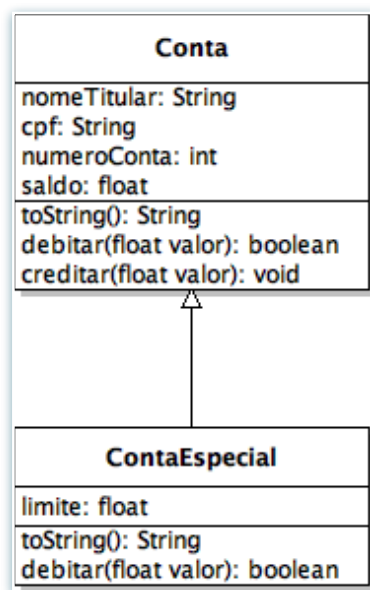 Conta
nomeTitular: String
cpf: String
numeroConta: int
saldo: float
toString(): String
debitar(float valor): boolean
creditar(float valor): void
ContaEspecial
limite: float
toString(): String
debitar(float valor): boolean